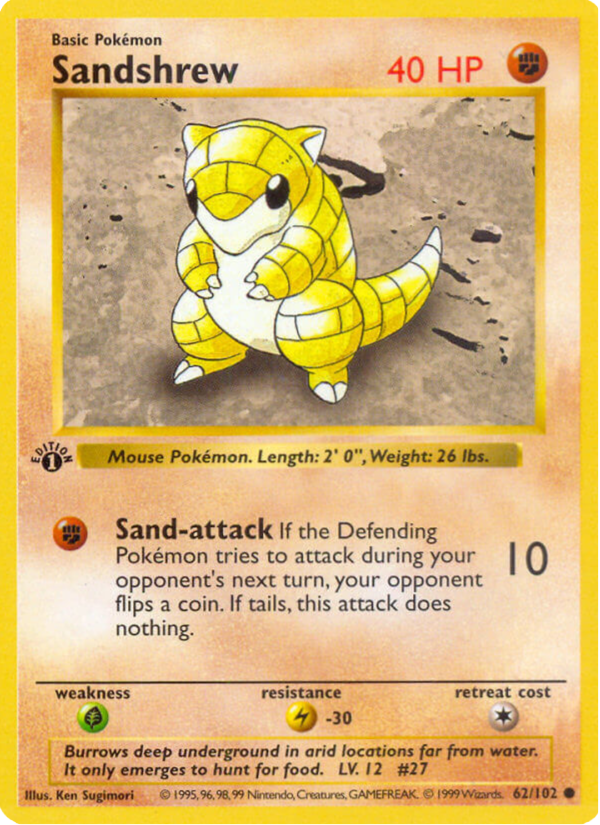 Basic Pokémon
Sandshrew 40 HP
EDITION
1
Mouse Pokémon. Length: 2' 0", Weight: 26 lbs.
Sand-attack If the Defending
Pokémon tries to attack during your
opponent's next turn, your opponent
flips a coin. If tails, this attack does
nothing.
10
weakness resistance retreat cost
-30
Burrows deep underground in arid locations far from water.
It only emerges to hunt for food. LV. 12 #27
Illus. Ken Sugimori © 1995, 96, 98, 99 Nintendo, Creatures, GAMEFREAK. © 1999 Wizards. 62/102